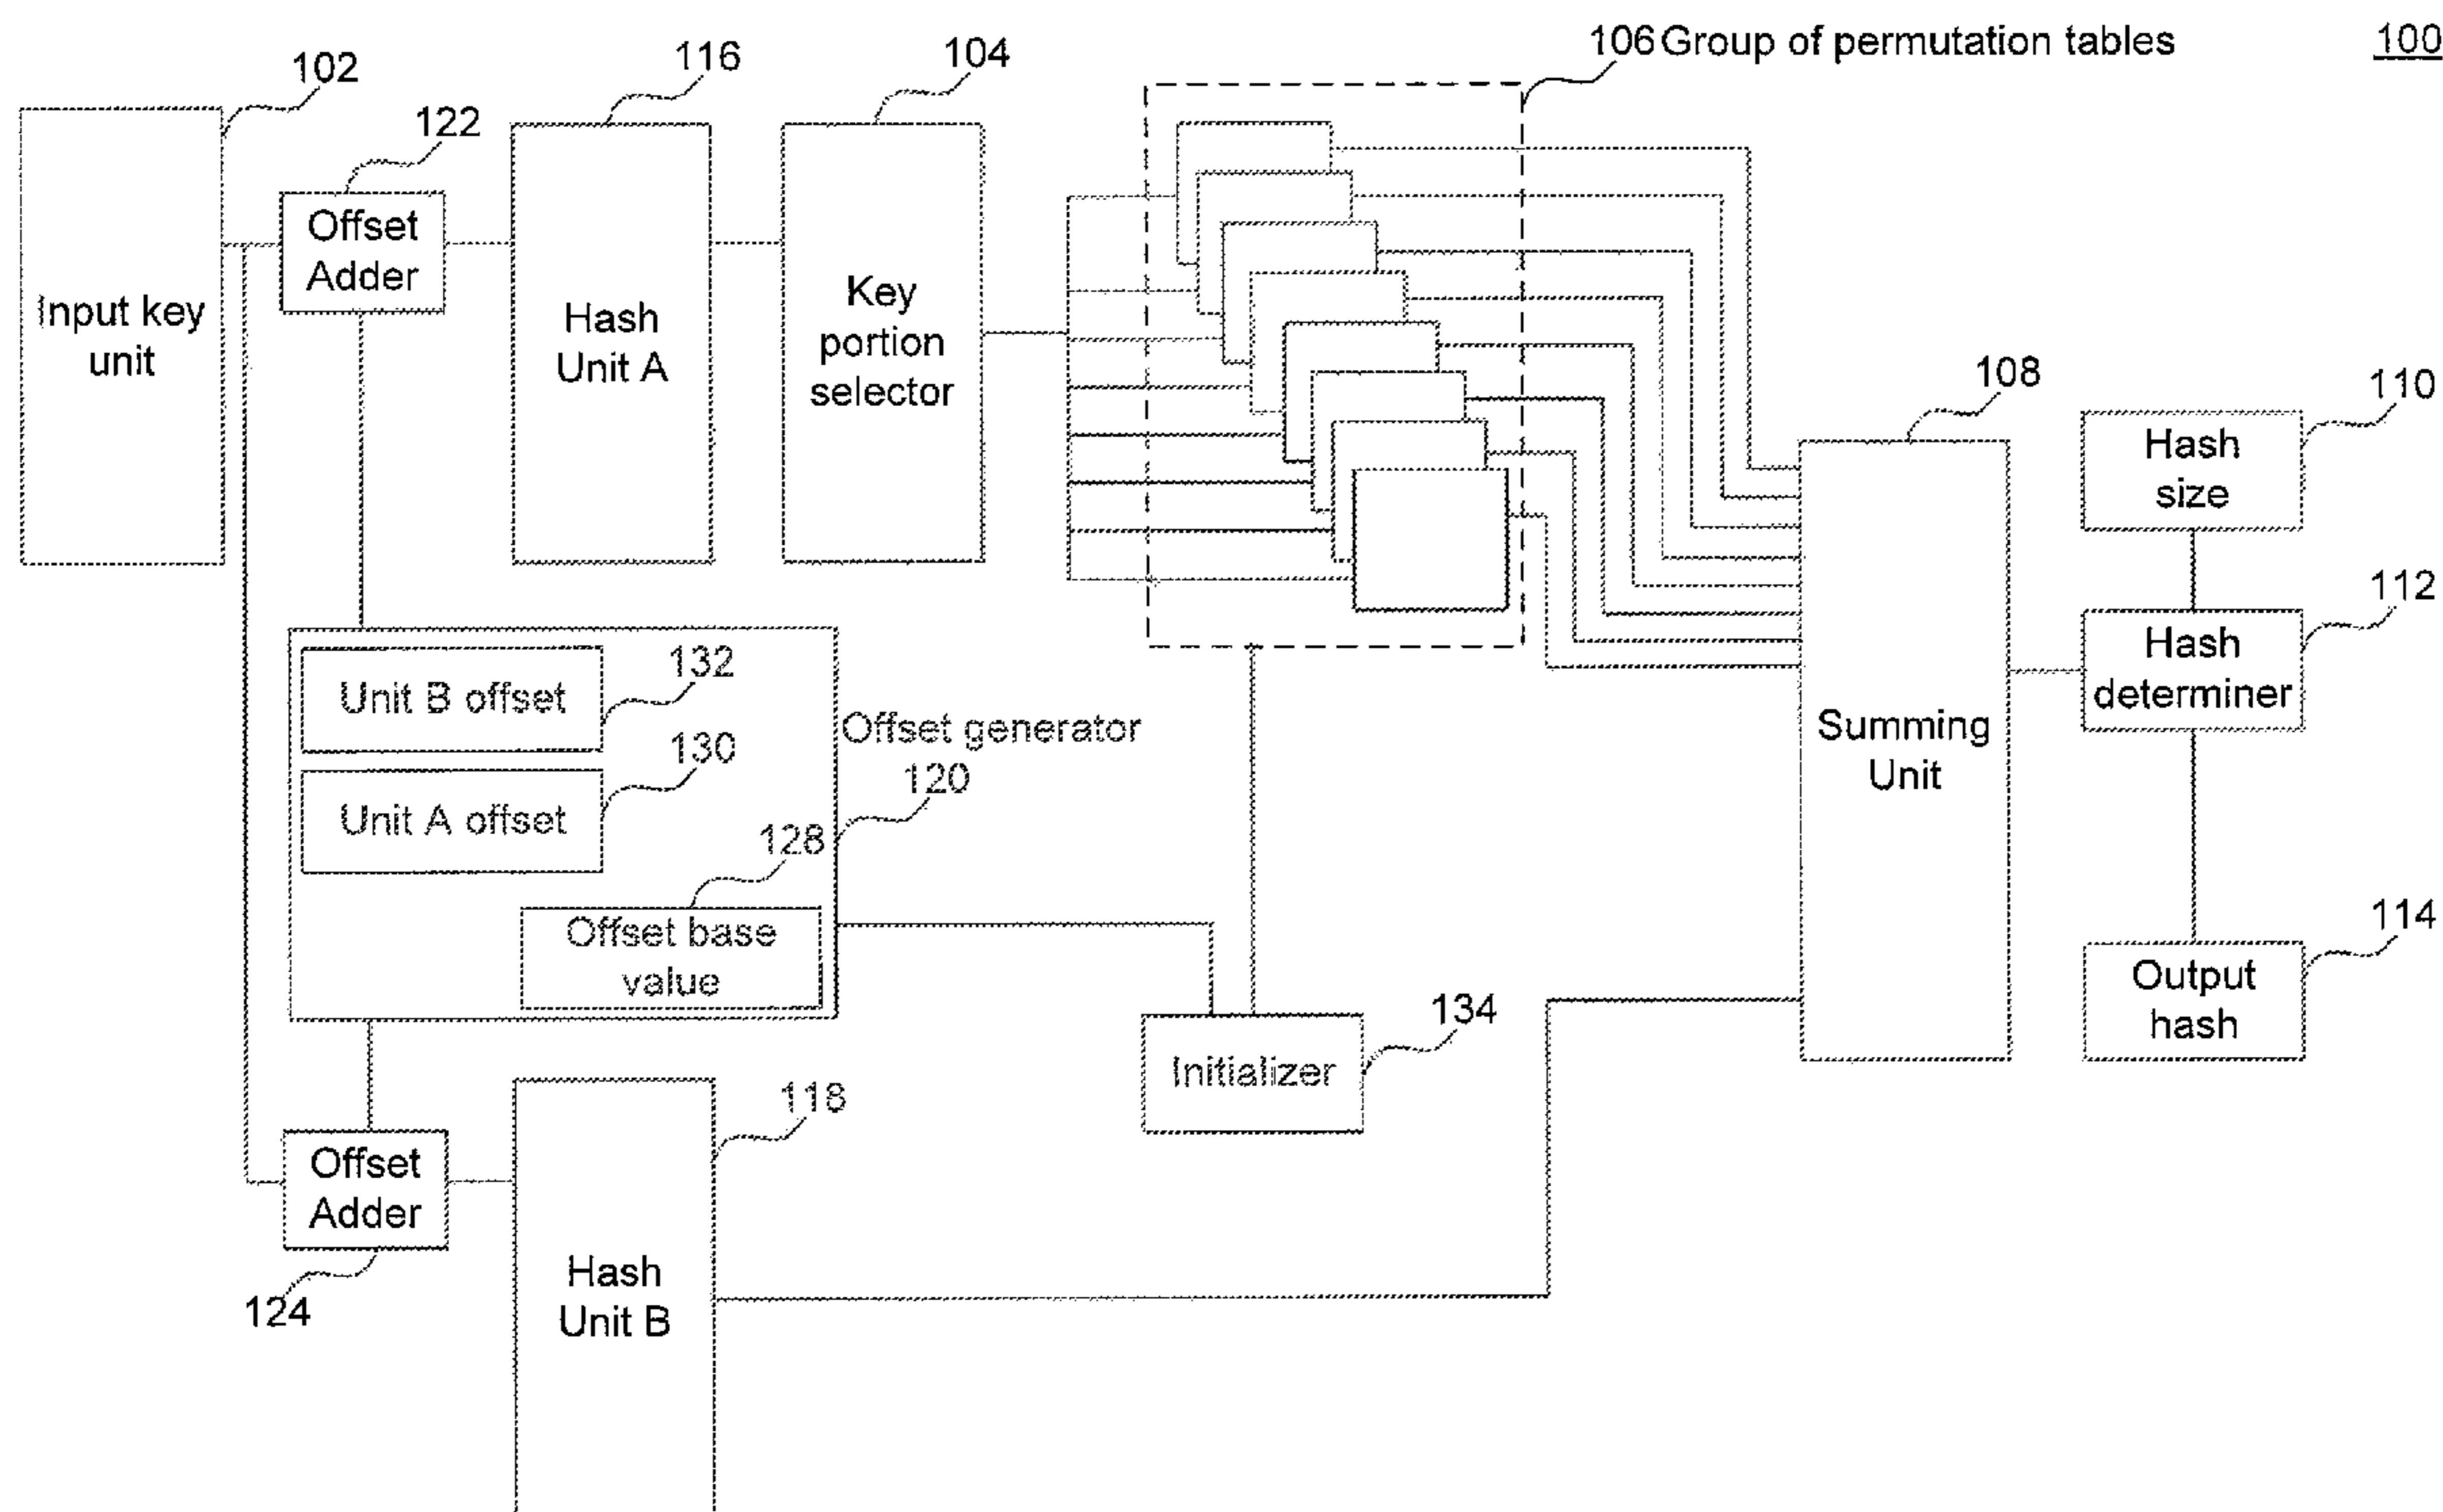 100
106 Group of permutation tables
102
116
104
122
Offset
Adder
Input key
unit
Hash
Unit A
Key
portion
selector
108
110
Hash
size
112
Hash
determiner
Summing
Unit
114
Output
hash
132
Unit B offset
Offset generator
130
120
Unit A offset
128
Offset base
value
134
Initializer
118
Offset
Adder
124
Hash
Unit B